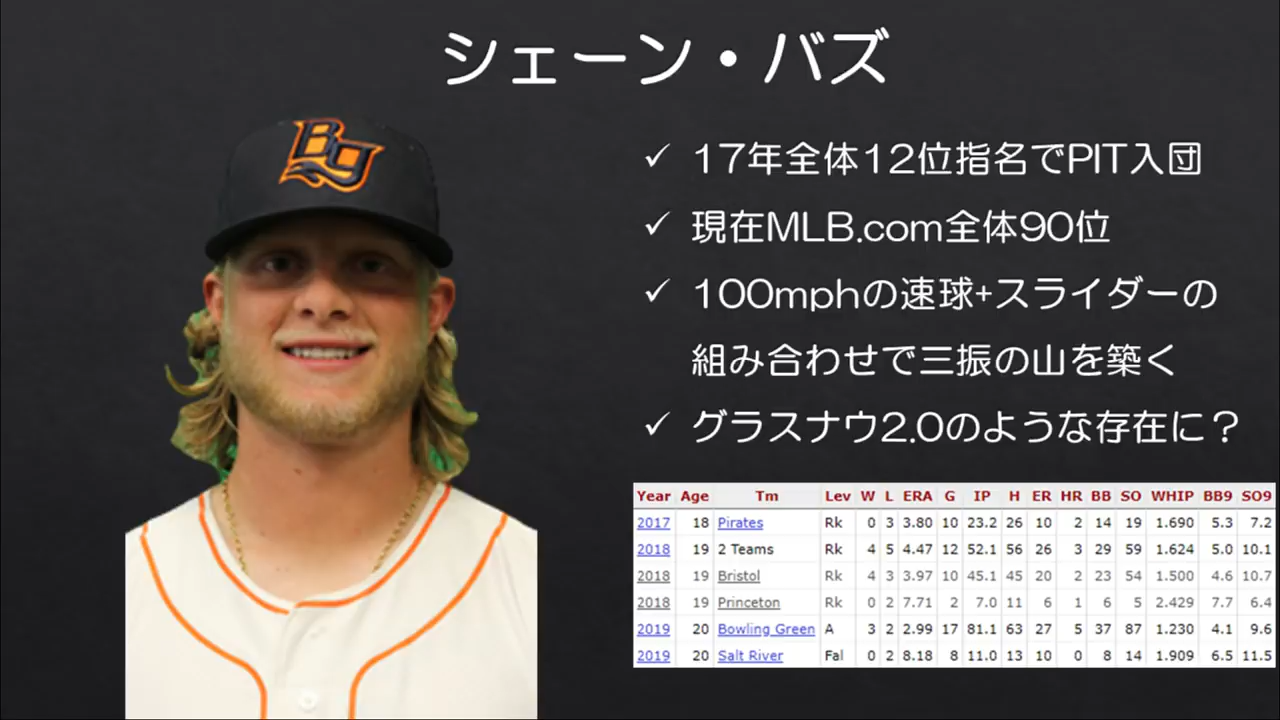 シェーン・バズ
BG
✓ 17年全体12位指名でPIT入団
✓ 現在MLB.com全体90位
✓ 100mphの速球+スライダーの
組み合わせで三振の山を築く
✓ グラスナウ2.0のような存在に？
Year Age Tm Lev W L ERA G IP H ER HR BB SO WHIP BB9 SO9
2017 18 Pirates Rk 0 3 3.80 10 23.2 26 10 2 14 19 1.690 5.3 7.2
2018 19 2 Teams Rk 4 5 4.47 12 52.1 56 26 3 29 59 1.624 5.0 10.1
2018 19 Bristol Rk 4 3 3.97 10 45.1 45 20 2 23 54 1.500 4.6 10.7
2018 19 Princeton Rk 0 2 7.71 2 7.0 11 6 1 6 5 2.429 7.7 6.4
2019 20 Bowling Green A 3 2 2.99 17 81.1 63 27 5 37 87 1.230 4.1 9.6
2019 20 Salt River Fal 0 2 8.18 8 11.0 13 10 0 8 14 1.909 6.5 11.5